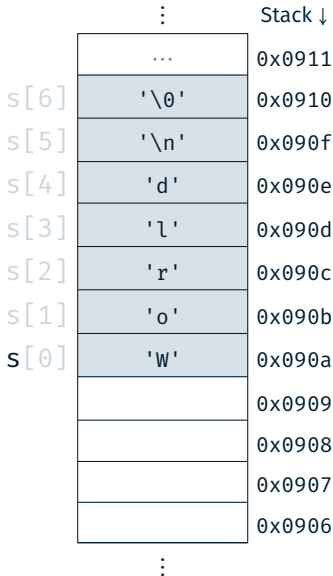 ⋮ Stack ↓
... 0x0911
s[6] '\0' 0x0910
s[5] '\n' 0x090f
s[4] 'd' 0x090e
s[3] 'l' 0x090d
s[2] 'r' 0x090c
s[1] 'o' 0x090b
s[0] 'W' 0x090a
0x0909
0x0908
0x0907
0x0906
⋮